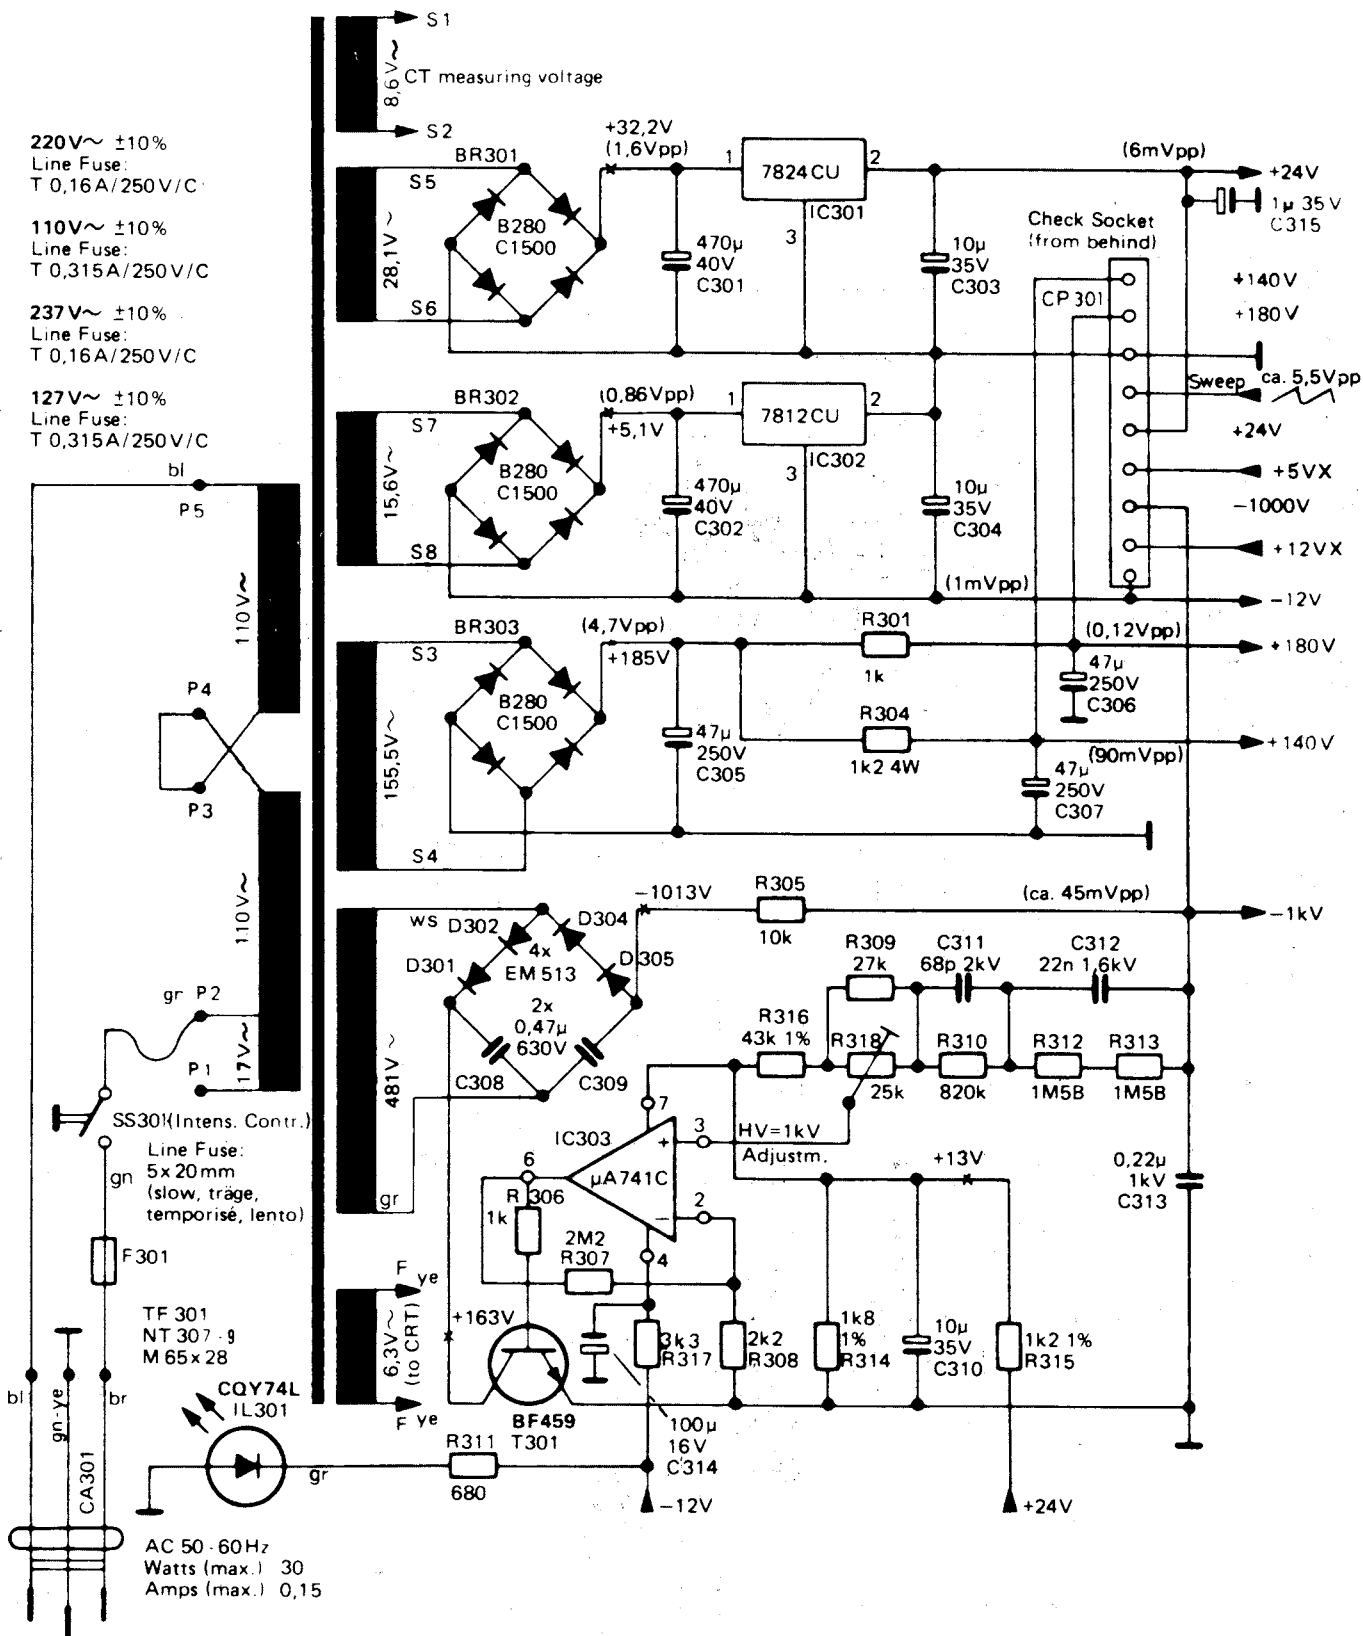 S1
8,6V~
CT measuring voltage
S2
220V~ ±10%
Line Fuse:
T 0,16A/250V/C
110V~ ±10%
Line Fuse:
T 0,315A/250V/C
237V~ ±10%
Line Fuse:
T 0,16A/250V/C
127V~ ±10%
Line Fuse:
T 0,315A/250V/C
BR301
S5
28,1V~
S6
B280
C1500
+32,2V
(1,6Vpp)
470µ
40V
C301
1
7824CU
2
IC301
3
10µ
35V
C303
(6mVpp)
+24V
1µ 35V
C315
Check Socket
(from behind)
CP301
+140V
+180V
Sweep
ca. 5,5Vpp
+24V
+5VX
-1000V
+12VX
BR302
S7
15,6V~
S8
B280
C1500
(0,86Vpp)
+5,1V
470µ
40V
C302
1
7812CU
2
IC302
3
10µ
35V
C304
(1mVpp)
-12V
bl
P5
110V~
P4
P3
110V~
gr P2
17V~
P1
BR303
S3
155,5V~
S4
B280
C1500
(4,7Vpp)
+185V
47µ
250V
C305
R301
1k
(0,12Vpp)
+180V
47µ
250V
C306
R304
1k2 4W
(90mVpp)
+140V
47µ
250V
C307
ws
481V~
gr
D302
D304
D301
D305
4x
EM513
2x
0,47µ
630V
C308
C309
-1013V
R305
10k
(ca. 45mVpp)
-1kV
R309
27k
C311
68p 2kV
C312
22n 1,6kV
R316
43k 1%
R318
25k
R310
820k
R312
1M5B
R313
1M5B
SS301(Intens. Contr.)
Line Fuse:
5x20mm
(slow, träge,
temporisé, lento)
gn
F301
IC303
7
3
+
µA741C
6
2
−
4
HV=1kV
Adjustm.
+13V
0,22µ
1kV
C313
R306
1k
2M2
R307
TF 301
NT 307-9
M 65x28
F ye
6,3V~
(to CRT)
F ye
+163V
BF459
T301
3k3
R317
2k2
R308
1k8
1%
R314
10µ
35V
C310
1k2 1%
R315
100µ
16V
C314
bl
gn-ye
br
CA301
CQY74L
IL301
gr
R311
680
-12V
+24V
AC 50-60Hz
Watts (max.) 30
Amps (max.) 0,15